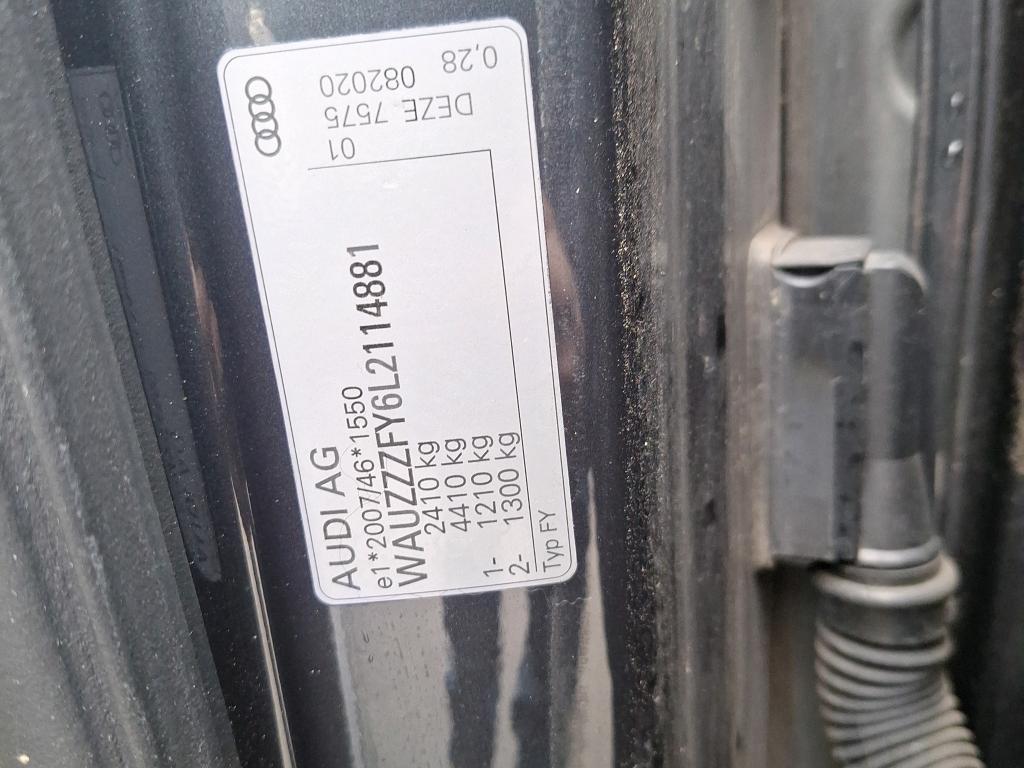 AUDI AG
e1*2007/46*1550
WAUZZZFY6L2114881
2410 kg
4410 kg
1- 1210 kg
2- 1300 kg
Typ FY
01
DEZE 7575 082020
DEZE 0,28